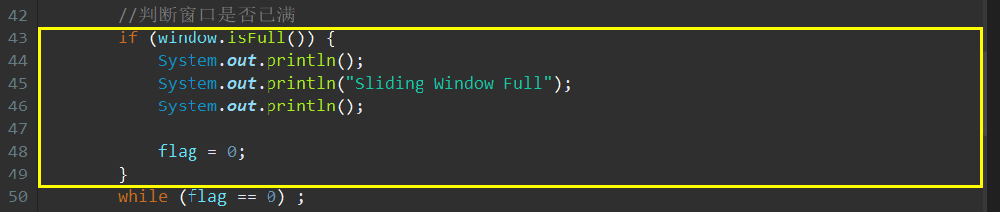 42 //判断窗口是否已满
43 if (window.isFull()) {
44 System.out.println();
45 System.out.println("Sliding Window Full");
46 System.out.println();
47
48 flag = 0;
49 }
50 while (flag == 0) ;